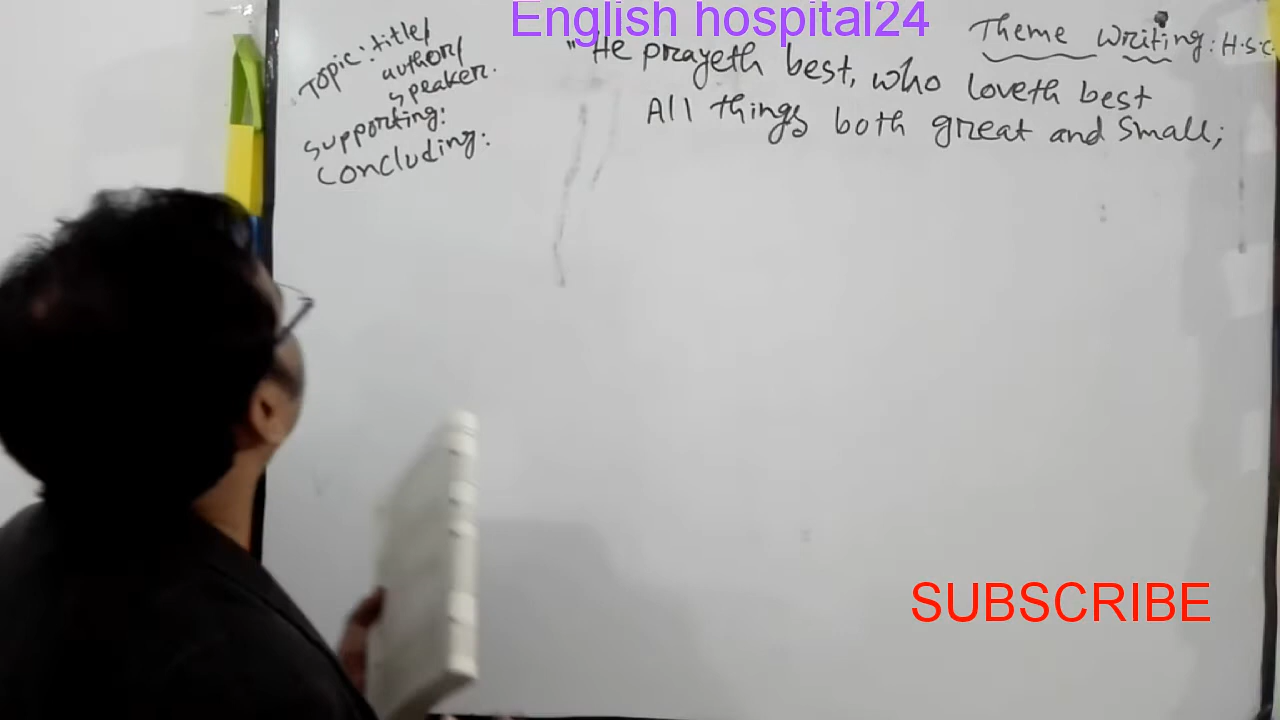 English hospital24
Theme writing: H.S.C
Topic: title/
author/
speaker.
supporting:
concluding:
"He prayeth best, who loveth best
All things both great and small;
SUBSCRIBE